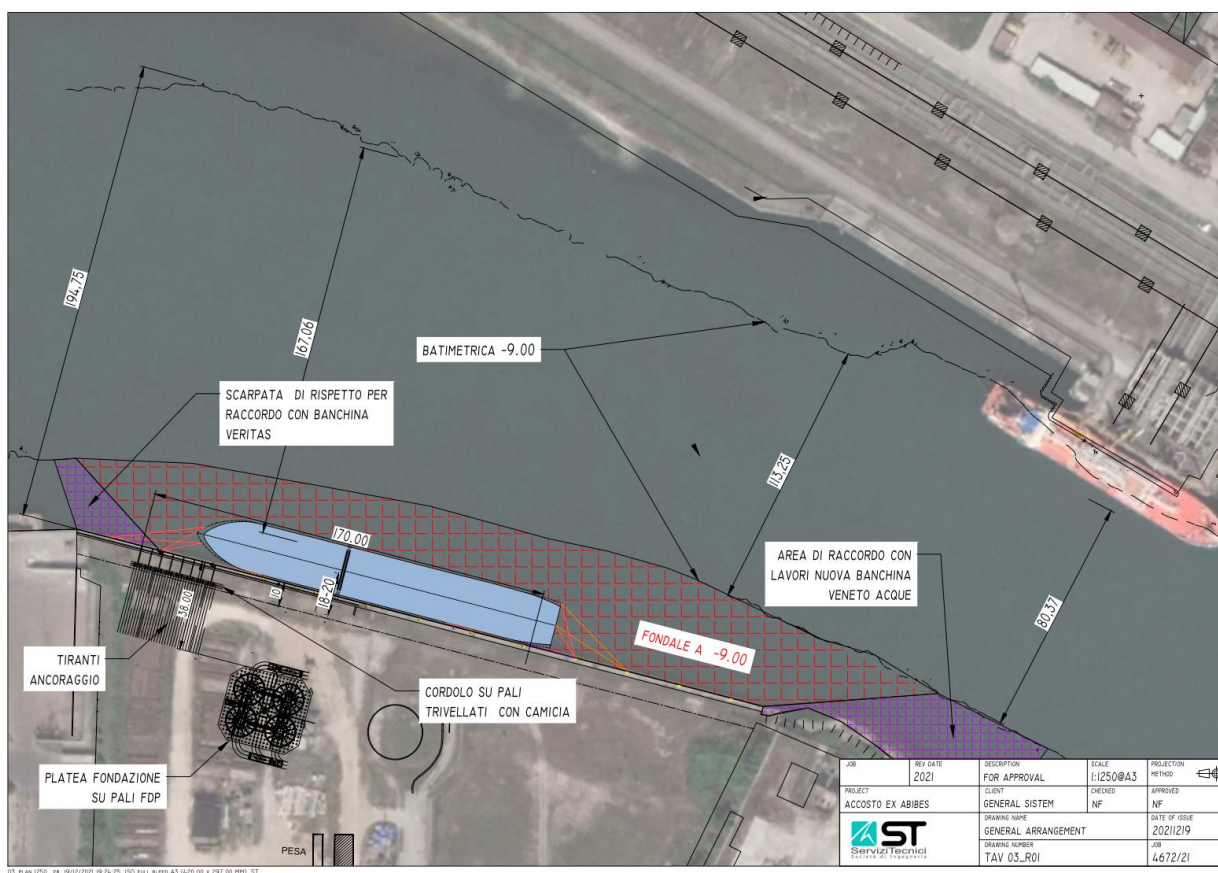 194.75
167.06
BATIMETRICA -9.00
SCARPATA DI RISPETTO PER
RACCORDO CON BANCHINA
VERITAS
113.25
170.00
18-20
10
38.00
AREA DI RACCORDO CON
LAVORI NUOVA BANCHINA
VENETO ACQUE
80.37
FONDALE A -9.00
TIRANTI
ANCORAGGIO
CORDOLO SU PALI
TRIVELLATI CON CAMICIA
PLATEA FONDAZIONE
SU PALI FDP
PESA
JOB
REV DATE
2021
DESCRIPTION
FOR APPROVAL
SCALE
1:1250@A3
PROJECTION
METHOD
PROJECT
ACCOSTO EX ABIBES
CLIENT
GENERAL SISTEM
CHECKED
NF
APPROVED
NF
ST
ServiziTecnici
Società di Ingegneria
DRAWING NAME
GENERAL ARRANGEMENT
DATE OF ISSUE
20211219
DRAWING NUMBER
TAV 03_R01
JOB
4672/21